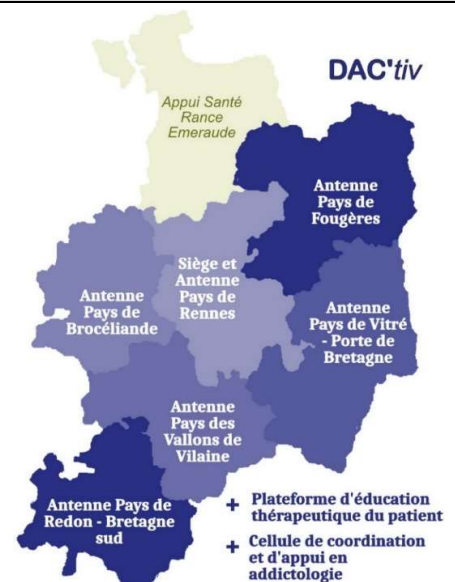 DAC'tiv
Appui Santé
Rance
Emeraude
Antenne
Pays de
Fougères
Siège et
Antenne
Pays de
Rennes
Antenne
Pays de
Brocéliande
Antenne
Pays de Vitré
- Porte de
Bretagne
Antenne
Pays des
Vallons de
Vilaine
Antenne Pays de
Redon - Bretagne
sud
+ Plateforme d'éducation
thérapeutique du patient
+ Cellule de coordination
et d'appui en
addictologie